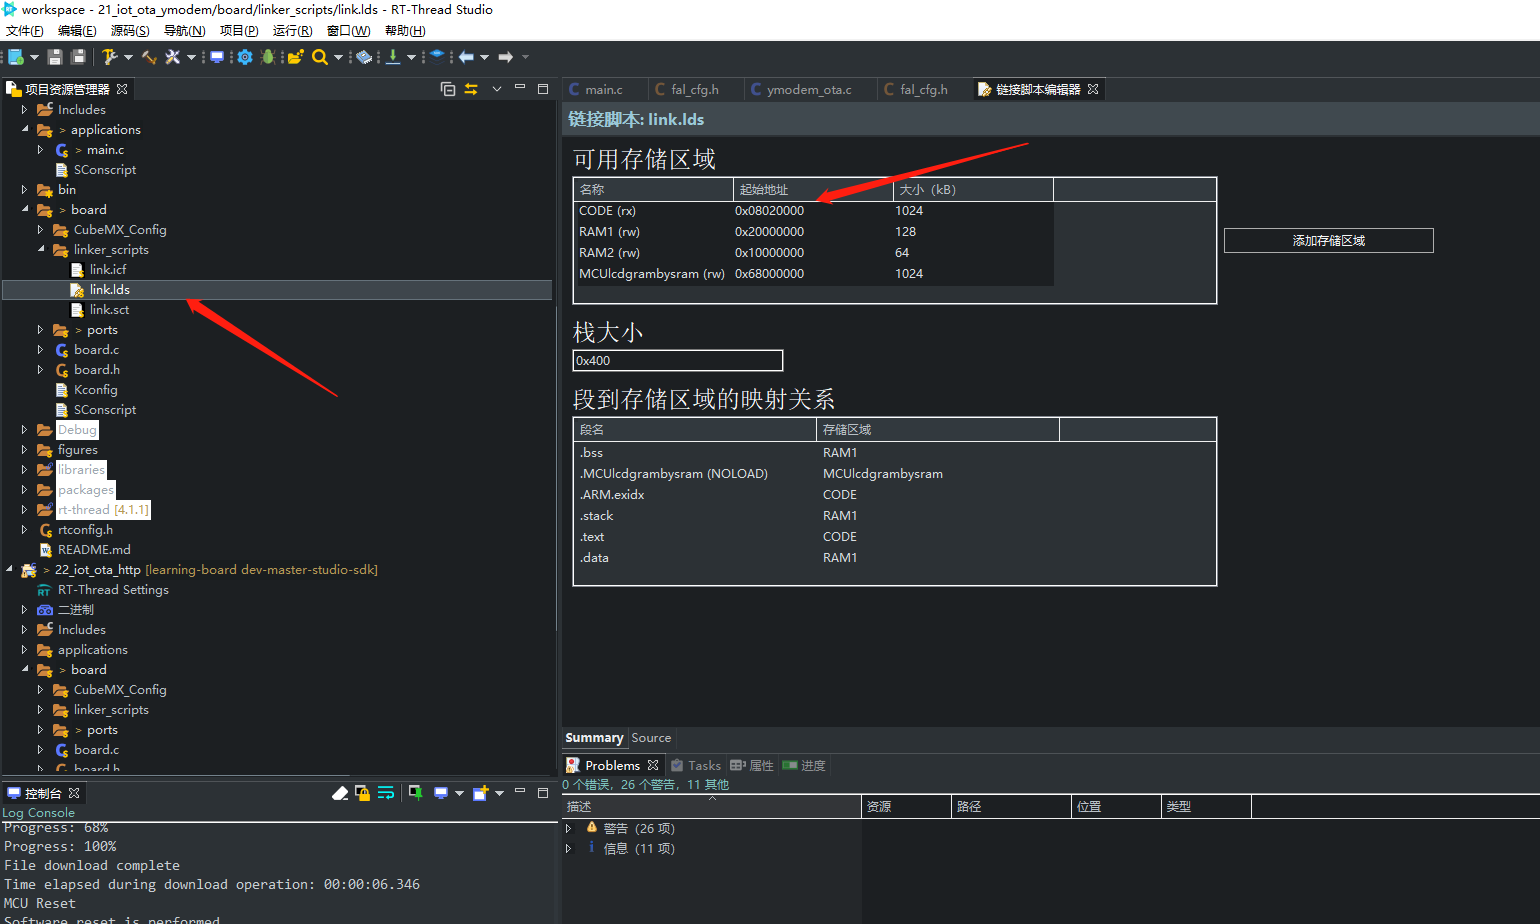 workspace - 21_iot_ota_ymodem/board/linker_scripts/link.lds - RT-Thread Studio
文件(F) 编辑(E) 源码(S) 导航(N) 项目(P) 运行(R) 窗口(W) 帮助(H)
项目资源管理器
Includes
> applications
> main.c
SConscript
bin
> board
CubeMX_Config
linker_scripts
link.icf
link.lds
link.sct
> ports
board.c
board.h
Kconfig
SConscript
Debug
figures
libraries
packages
rt-thread [4.1.1]
rtconfig.h
README.md
> 22_iot_ota_http [learning-board dev-master-studio-sdk]
RT-Thread Settings
二进制
Includes
applications
> board
CubeMX_Config
linker_scripts
> ports
board.c
board.h
控制台
Log Console
Progress: 68%
Progress: 100%
File download complete
Time elapsed during download operation: 00:00:06.346
MCU Reset
Software reset is performed
main.c fal_cfg.h ymodem_ota.c fal_cfg.h 链接脚本编辑器
链接脚本: link.lds
可用存储区域
名称 起始地址 大小（kB）
CODE (rx) 0x08020000 1024
RAM1 (rw) 0x20000000 128
RAM2 (rw) 0x10000000 64
MCUlcdgrambysram (rw) 0x68000000 1024
添加存储区域
栈大小
0x400
段到存储区域的映射关系
段名 存储区域
.bss RAM1
.MCUlcdgrambysram (NOLOAD) MCUlcdgrambysram
.ARM.exidx CODE
.stack RAM1
.text CODE
.data RAM1
Summary Source
Problems Tasks 属性 进度
0 个错误，26 个警告，11 其他
描述 资源 路径 位置 类型
警告（26 项）
信息（11 项）